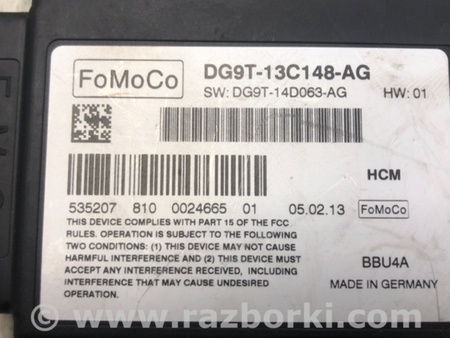 FoMoCo
DG9T-13C148-AG
SW: DG9T-14D063-AG HW: 01
HCM
535207 810 0024665 01 05.02.13 FoMoCo
THIS DEVICE COMPLIES WITH PART 15 OF THE FCC
RULES. OPERATION IS SUBJECT TO THE FOLLOWING
TWO CONDITIONS: (1) THIS DEVICE MAY NOT CAUSE
HARMFUL INTERFERENCE AND (2) THIS DEVICE MUST
ACCEPT ANY INTERFERENCE RECEIVED, INCLUDING
INTERFERENCE THAT MAY CAUSE UNDESIRED
OPERATION.
BBU4A
MADE IN GERMANY
www.razborki.com